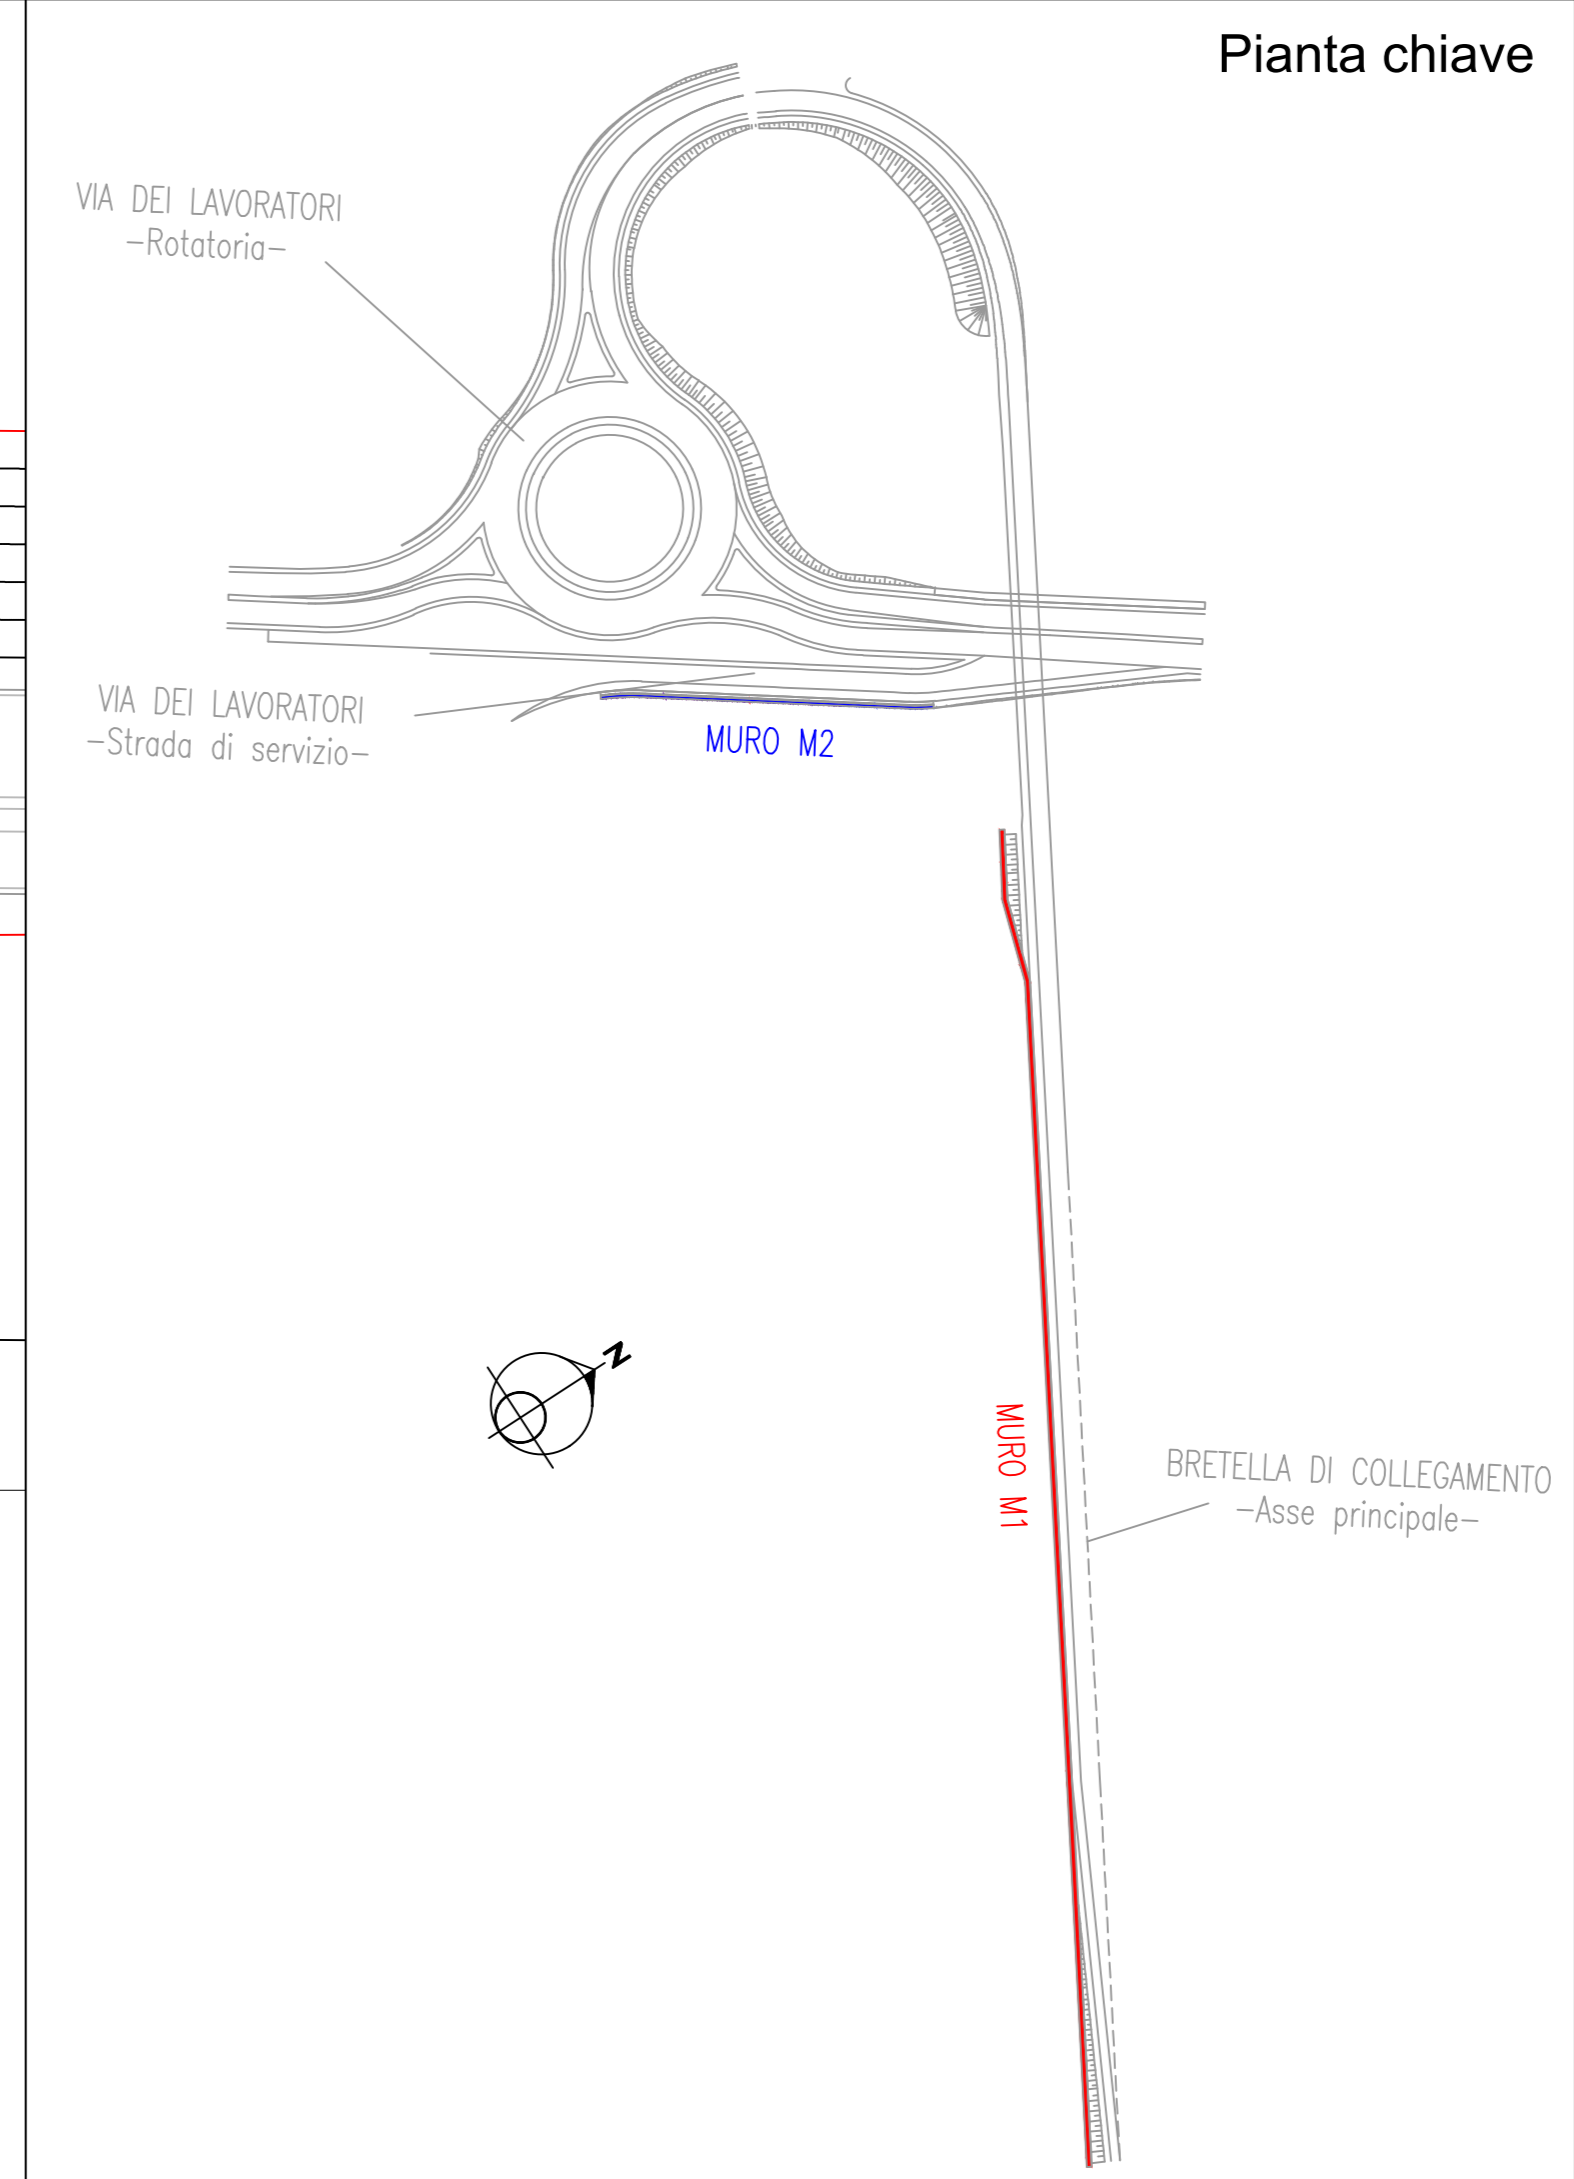 Pianta chiave
VIA DEI LAVORATORI
-Rotatoria-
VIA DEI LAVORATORI
-Strada di servizio-
MURO M2
N
MURO M1
BRETELLA DI COLLEGAMENTO
-Asse principale-